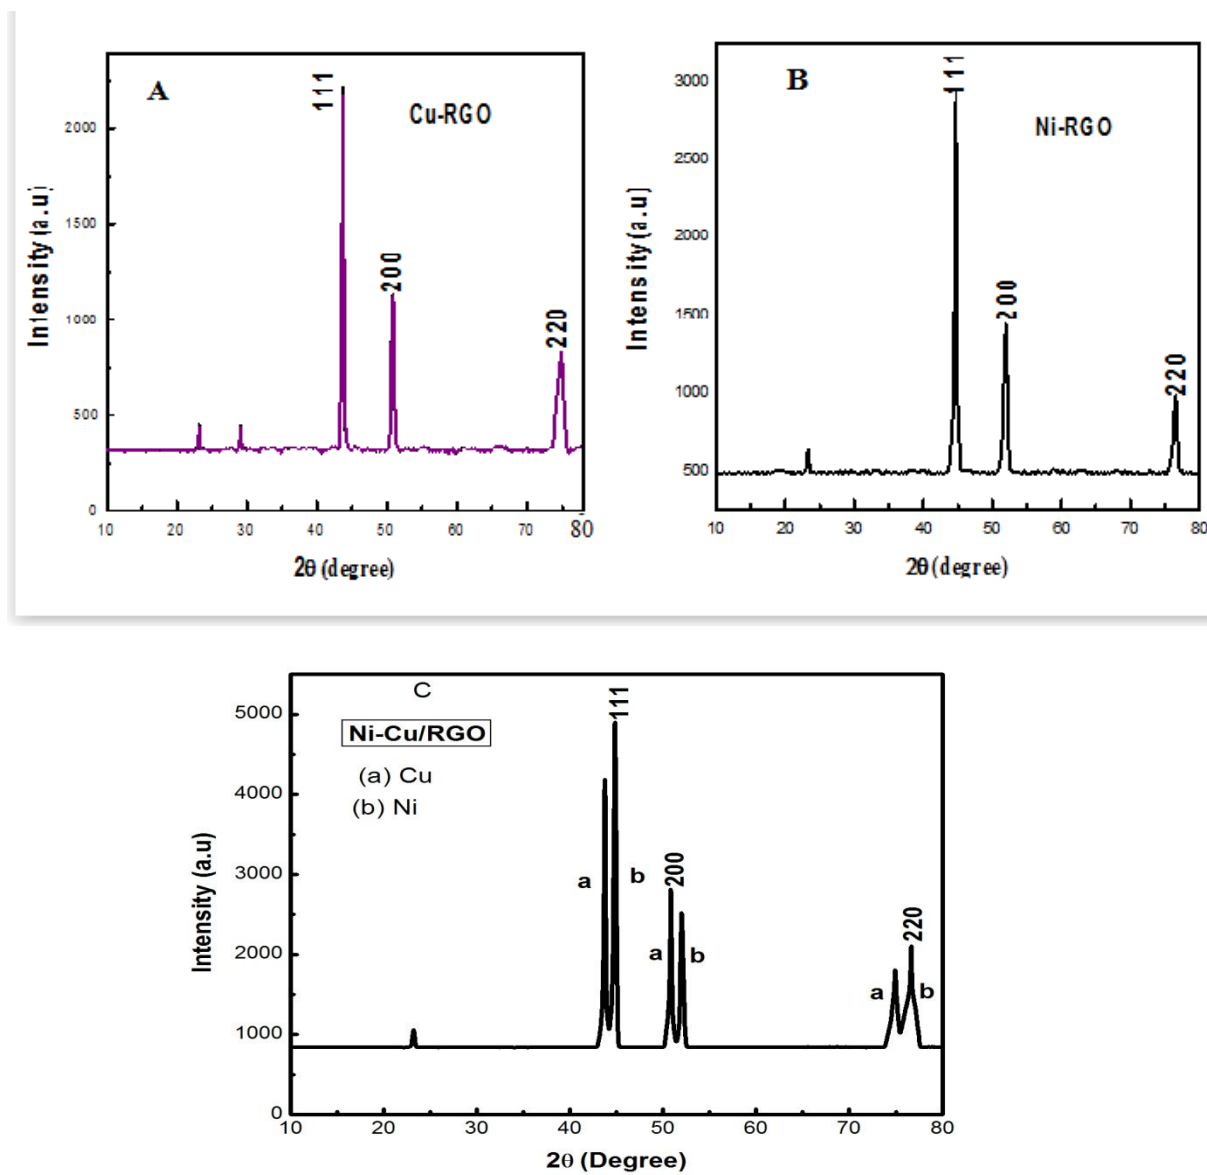 A
Cu-RGO
111
200
220
Intensity (a.u)
2000
1500
1000
500
0
10 20 30 40 50 60 70 80
2θ (degree)
B
Ni-RGO
111
200
220
Intensity (a.u)
3000
2500
2000
1500
1000
500
10 20 30 40 50 60 70 80
2θ (degree)
C
Ni-Cu/RGO
(a) Cu
(b) Ni
111
a b
200
a b
220
a b
Intensity (a.u)
5000
4000
3000
2000
1000
0
10 20 30 40 50 60 70 80
2θ (Degree)